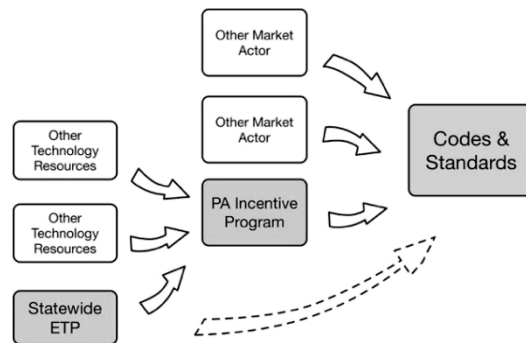 Other Market
Actor
Other Market
Actor
Codes &
Standards
Other
Technology
Resources
PA Incentive
Program
Other
Technology
Resources
Statewide
ETP